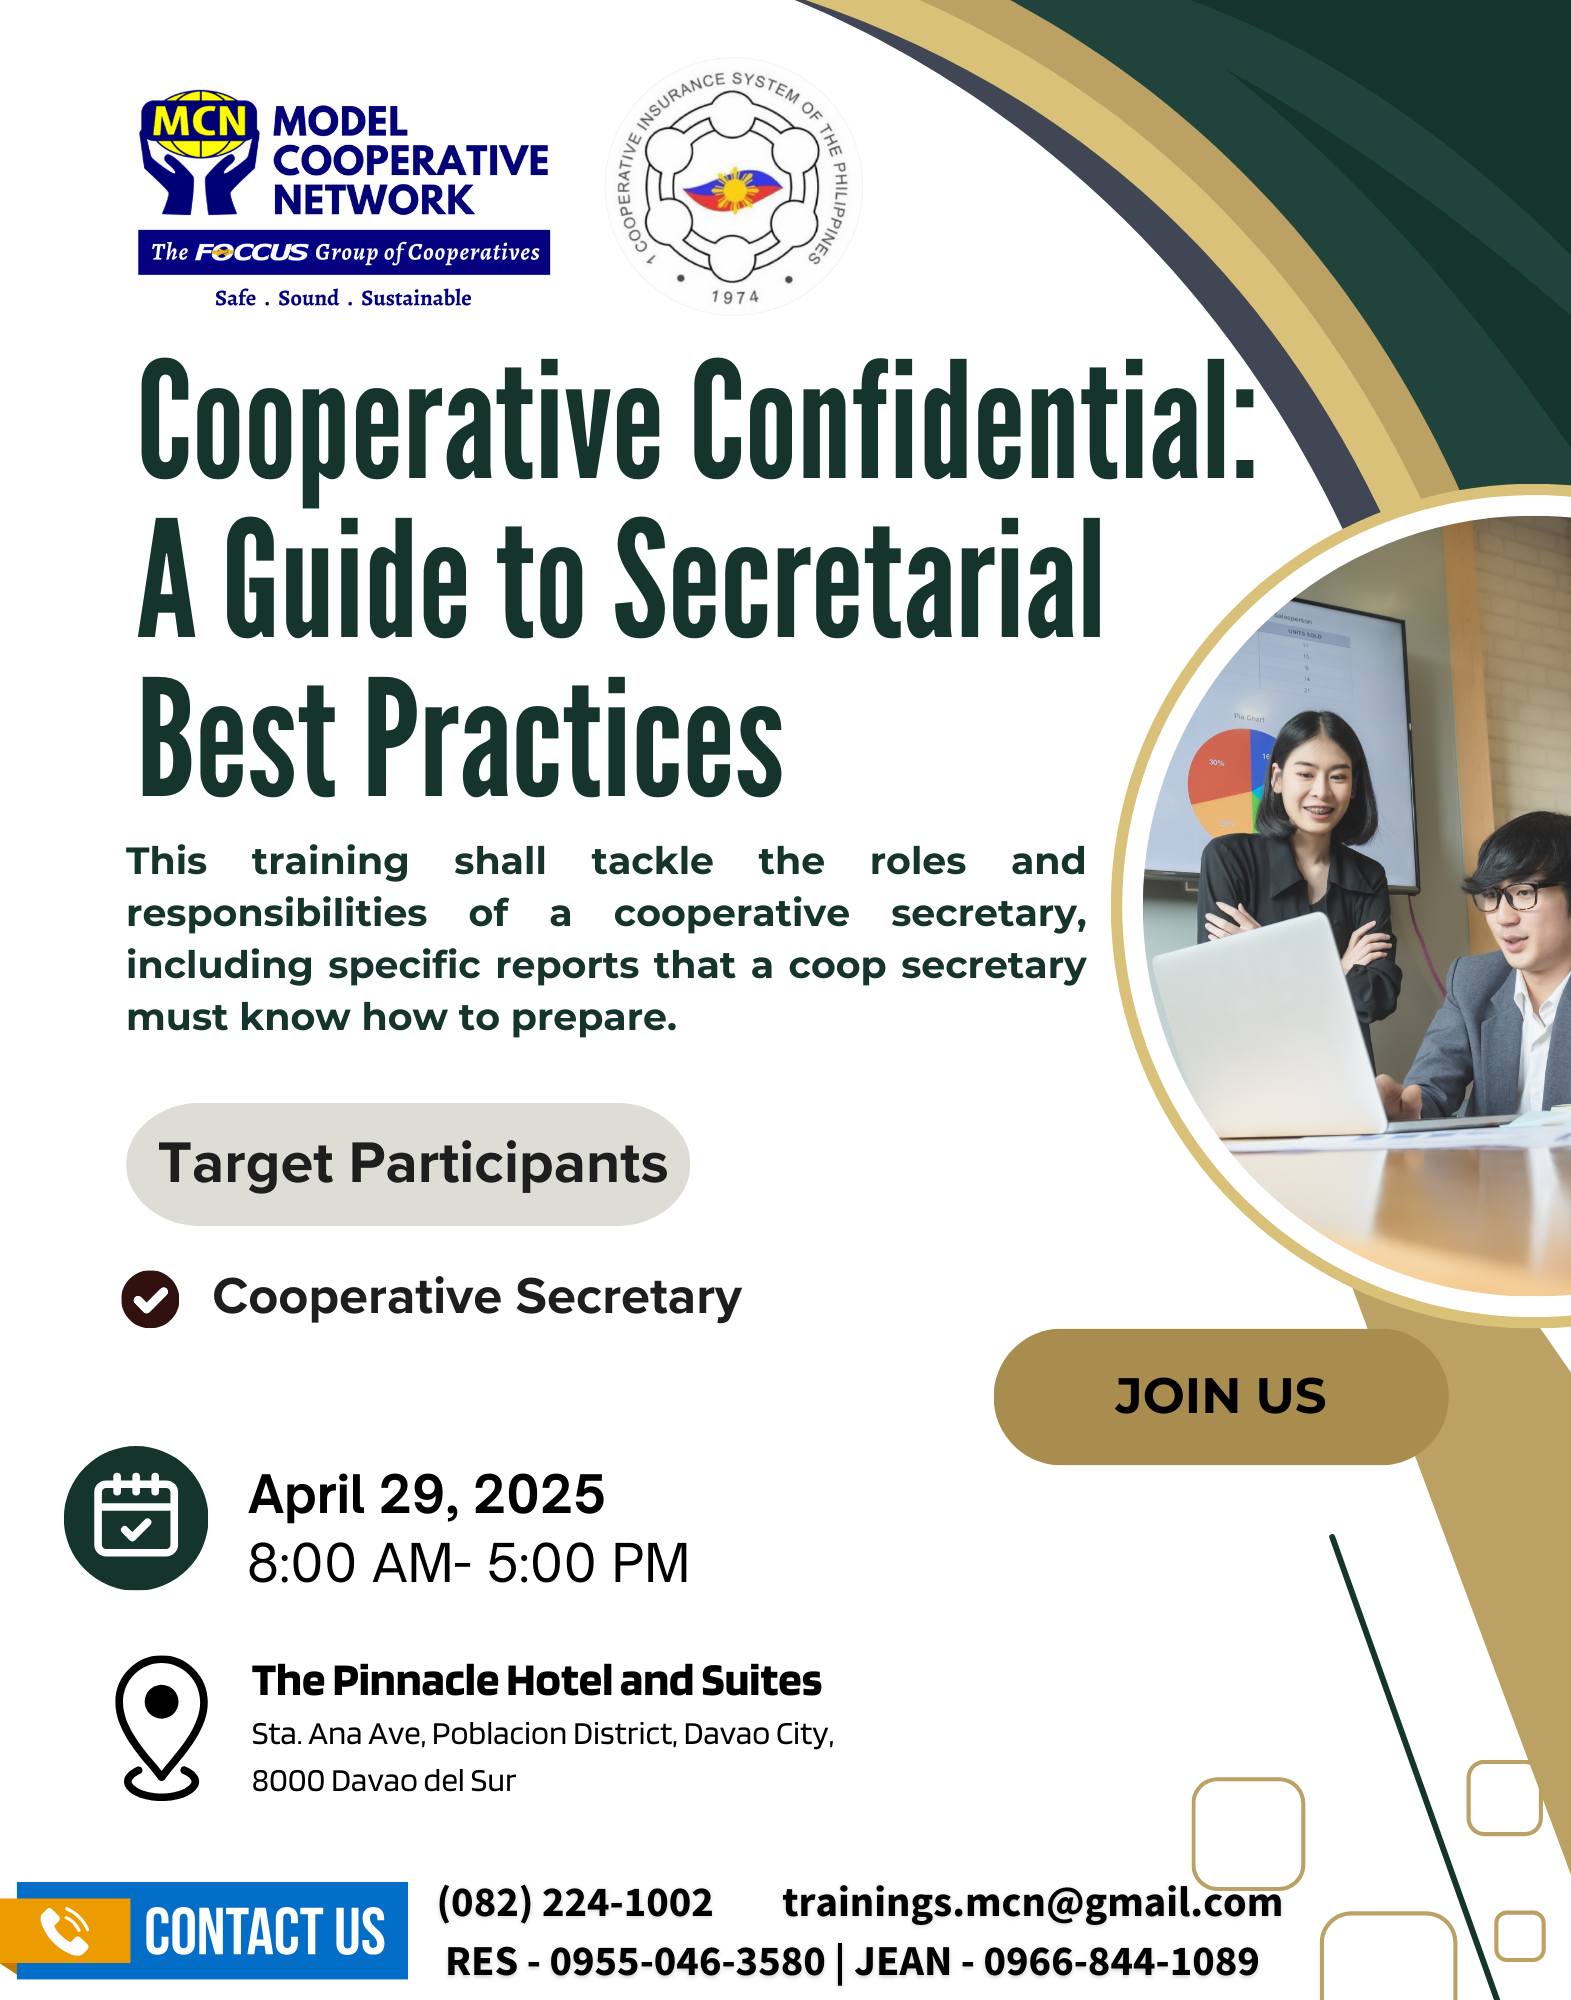 MCN
MODEL
COOPERATIVE
NETWORK
The FOCCUS Group of Cooperatives
Safe . Sound . Sustainable
1 COOPERATIVE INSURANCE SYSTEM OF THE PHILIPPINES
1974
Cooperative Confidential:
A Guide to Secretarial
Best Practices
This training shall tackle the roles and
responsibilities of a cooperative secretary,
including specific reports that a coop secretary
must know how to prepare.
UNITS SOLD
Pie Chart
30%
Target Participants
Cooperative Secretary
JOIN US
April 29, 2025
8:00 AM- 5:00 PM
The Pinnacle Hotel and Suites
Sta. Ana Ave, Poblacion District, Davao City,
8000 Davao del Sur
CONTACT US
(082) 224-1002 trainings.mcn@gmail.com
RES - 0955-046-3580 | JEAN - 0966-844-1089